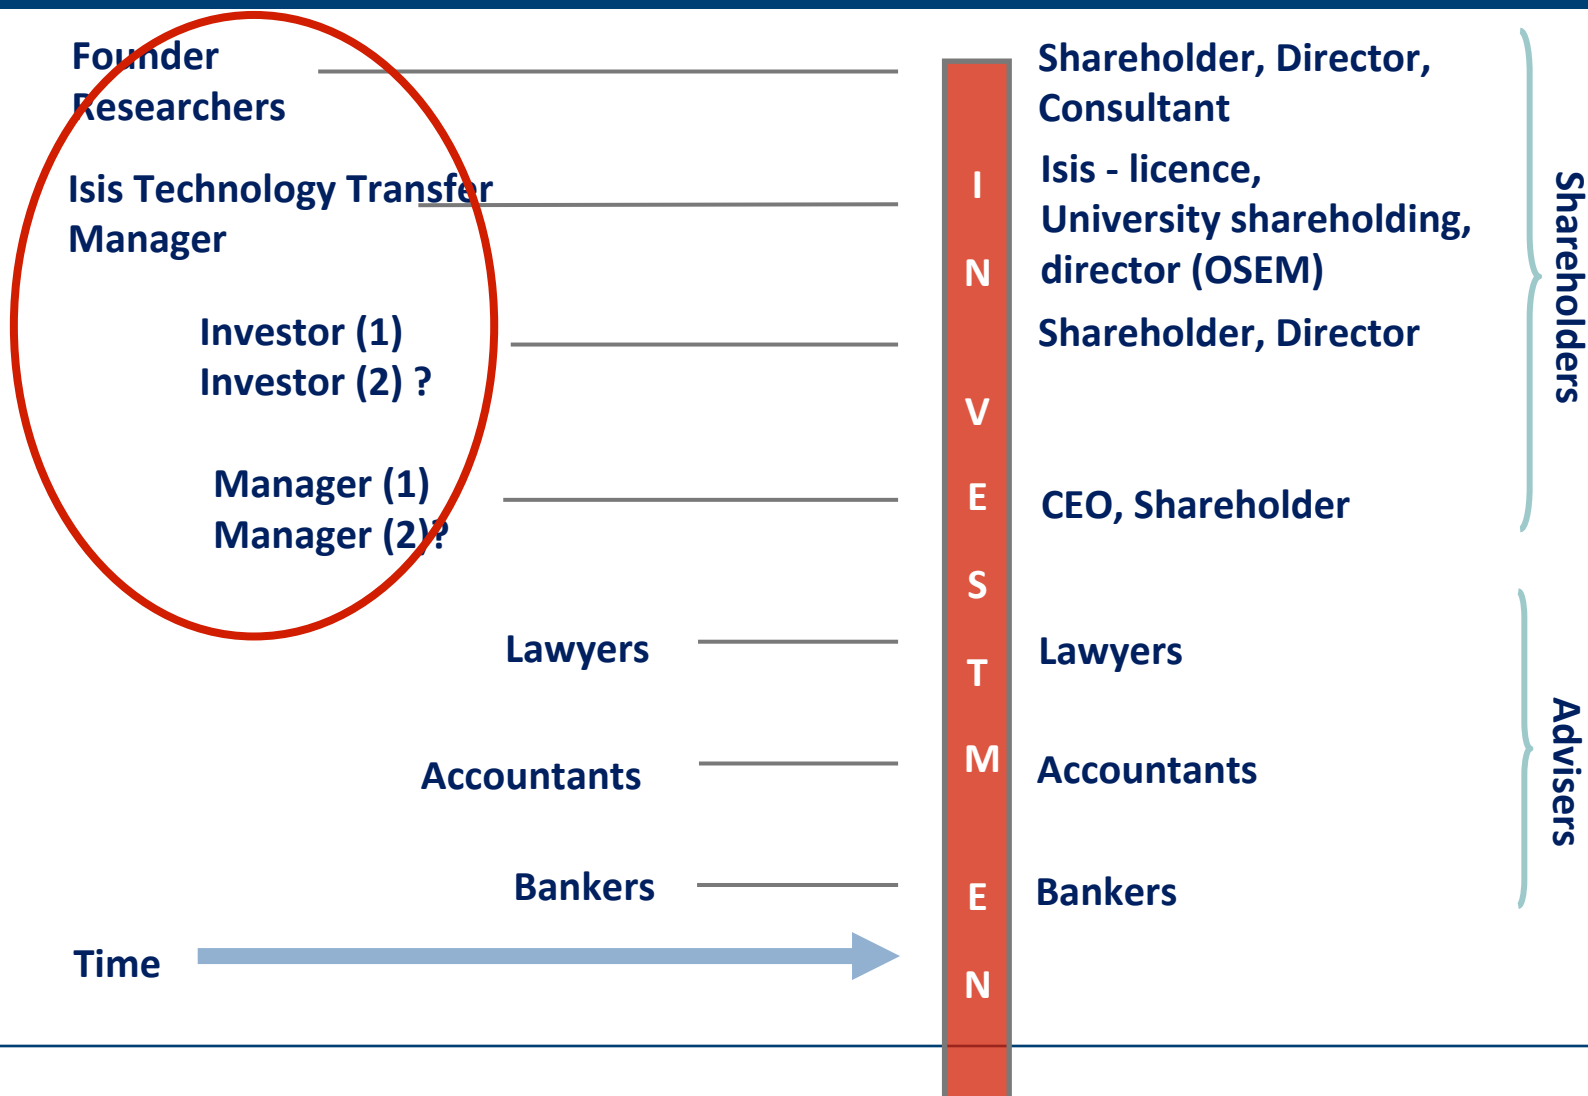 Founder
Researchers
Shareholder, Director,
Consultant
Isis Technology Transfer
Manager
Isis - licence,
University shareholding,
director (OSEM)
Investor (1)
Investor (2) ?
Shareholder, Director
Manager (1)
Manager (2)?
CEO, Shareholder
Shareholders
Lawyers
Lawyers
Accountants
Accountants
Bankers
Bankers
Advisers
Time
I
N
V
E
S
T
M
E
N